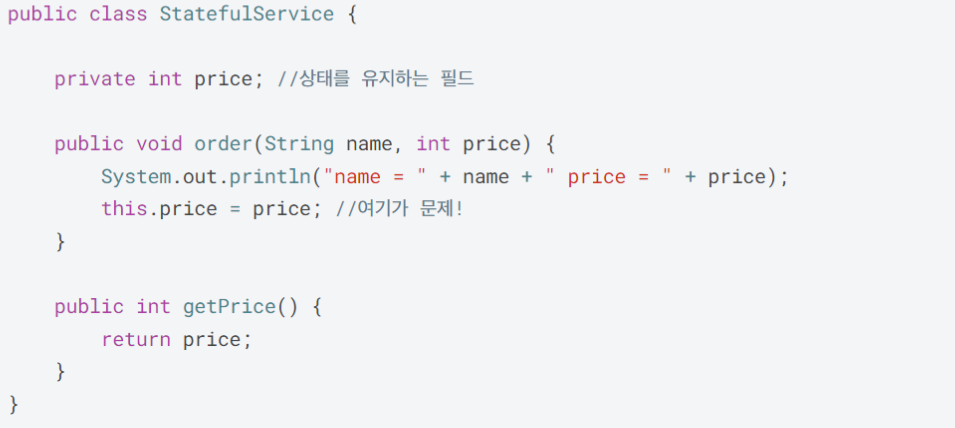 public class StatefulService {
private int price; //상태를 유지하는 필드
public void order(String name, int price) {
System.out.println("name = " + name + " price = " + price);
this.price = price; //여기가 문제!
}
public int getPrice() {
return price;
}
}